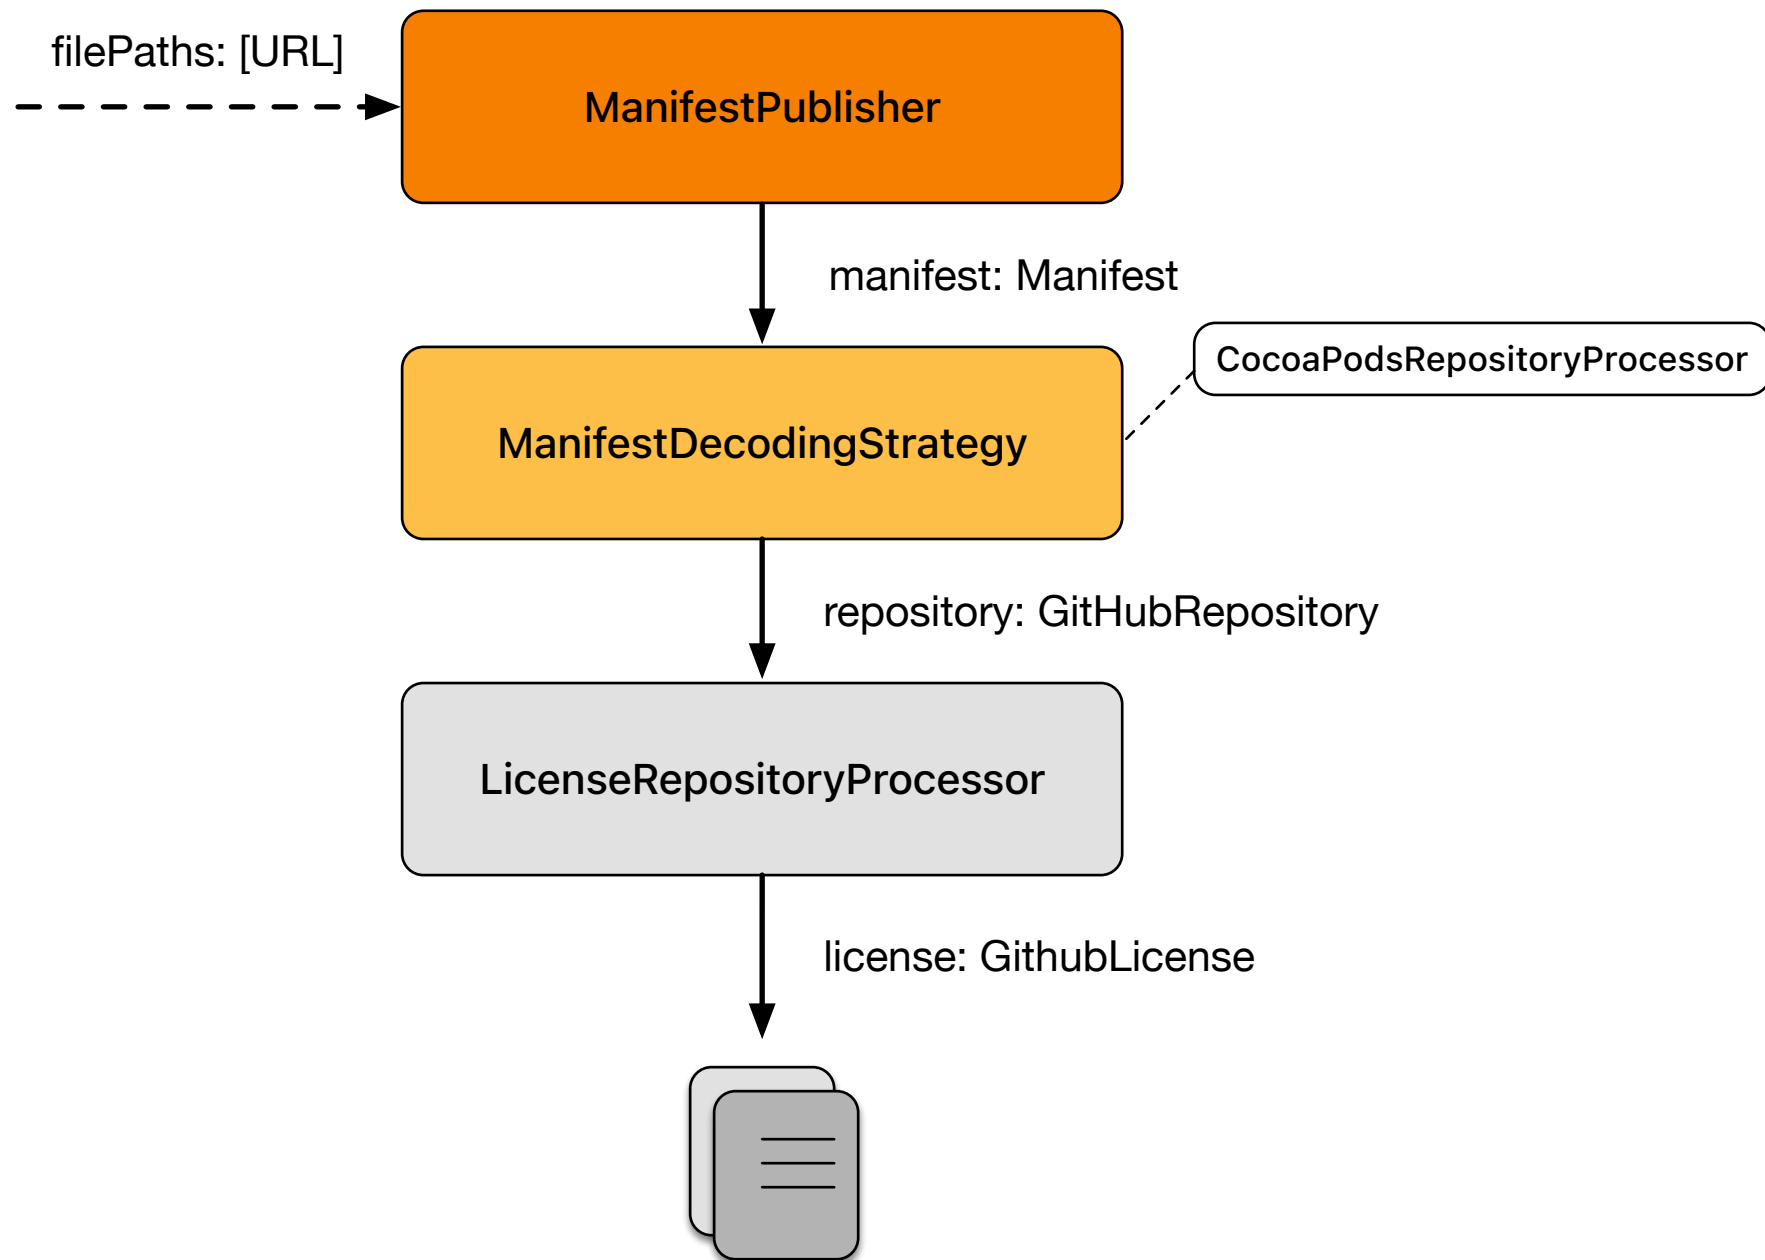 filePaths: [URL]
ManifestPublisher
manifest: Manifest
CocoaPodsRepositoryProcessor
ManifestDecodingStrategy
repository: GitHubRepository
LicenseRepositoryProcessor
license: GithubLicense